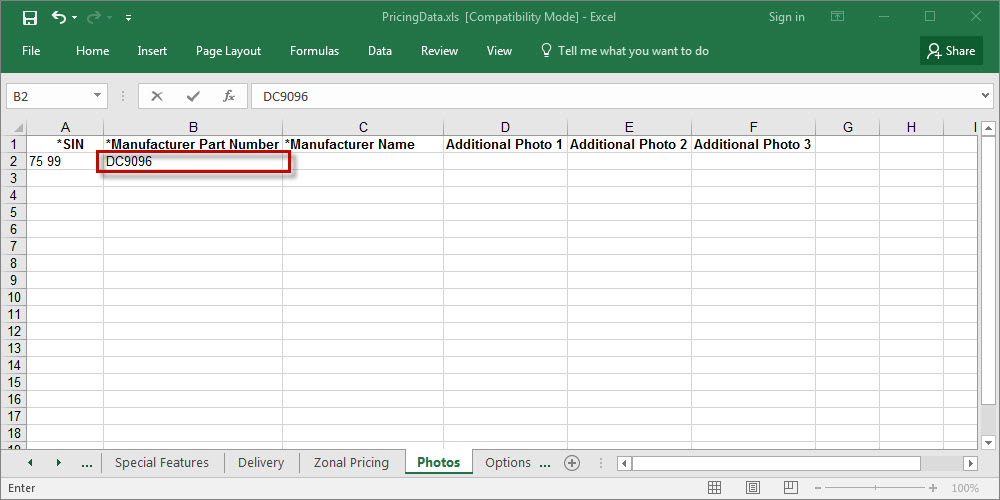 PricingData.xls [Compatibility Mode] - Excel
Sign in
File Home Insert Page Layout Formulas Data Review View Tell me what you want to do Share
B2 fx DC9096
A B C D E F G H I
1 *SIN *Manufacturer Part Number *Manufacturer Name Additional Photo 1 Additional Photo 2 Additional Photo 3
2 75 99 DC9096
3
4
5
6
7
8
9
10
11
12
13
14
15
16
17
18
19
... Special Features Delivery Zonal Pricing Photos Options ...
Enter 100%